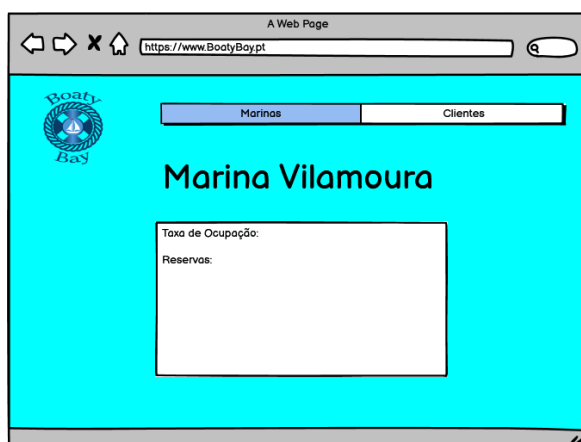 A Web Page
https://www.BoatyBay.pt
Boaty
Bay
Marinas
Clientes
Marina Vilamoura
Taxa de Ocupação:
Reservas: